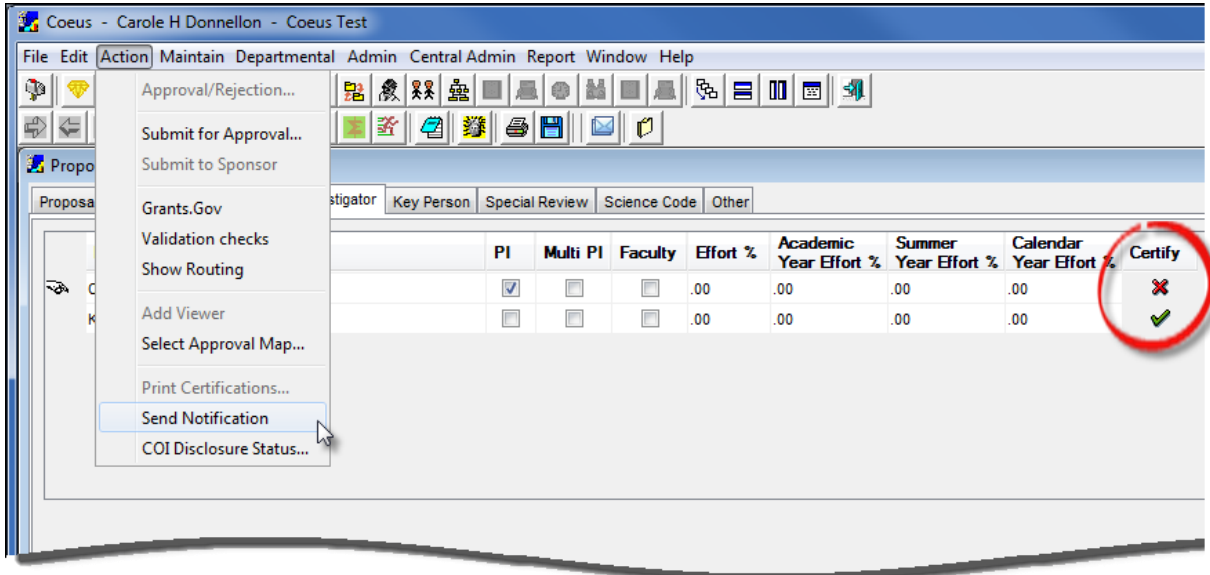 Coeus - Carole H Donnellon - Coeus Test
File Edit Action Maintain Departmental Admin Central Admin Report Window Help
Approval/Rejection...
Submit for Approval...
Submit to Sponsor
Grants.Gov
Validation checks
Show Routing
Add Viewer
Select Approval Map...
Print Certifications...
Send Notification
COI Disclosure Status...
Propo
Proposa stigator Key Person Special Review Science Code Other
PI Multi PI Faculty Effort % Academic Year Effort % Summer Year Effort % Calendar Year Effort % Certify
C .00 .00 .00 .00
K .00 .00 .00 .00